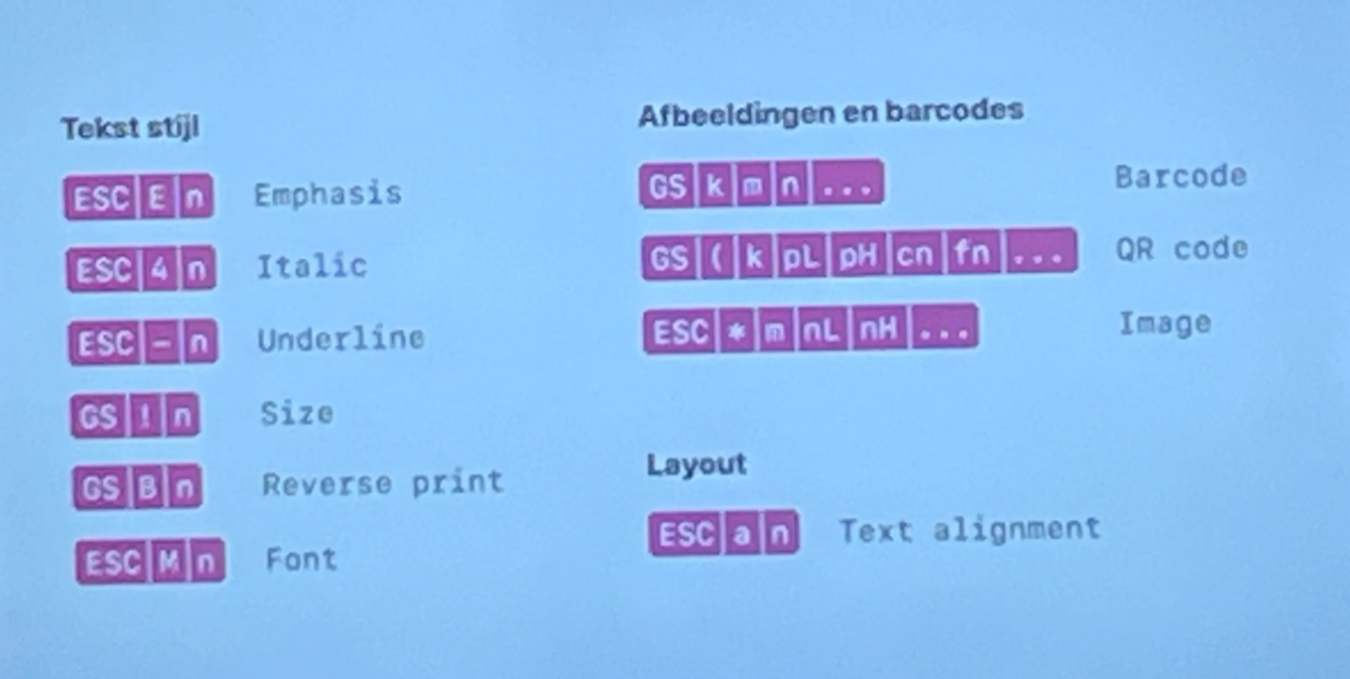 Tekst stijl
ESC E n Emphasis
ESC 4 n Italic
ESC - n Underline
GS ! n Size
GS B n Reverse print
ESC M n Font
Afbeeldingen en barcodes
GS k m n ... Barcode
GS ( k pL pH cn fn ... QR code
ESC * m nL nH ... Image
Layout
ESC a n Text alignment